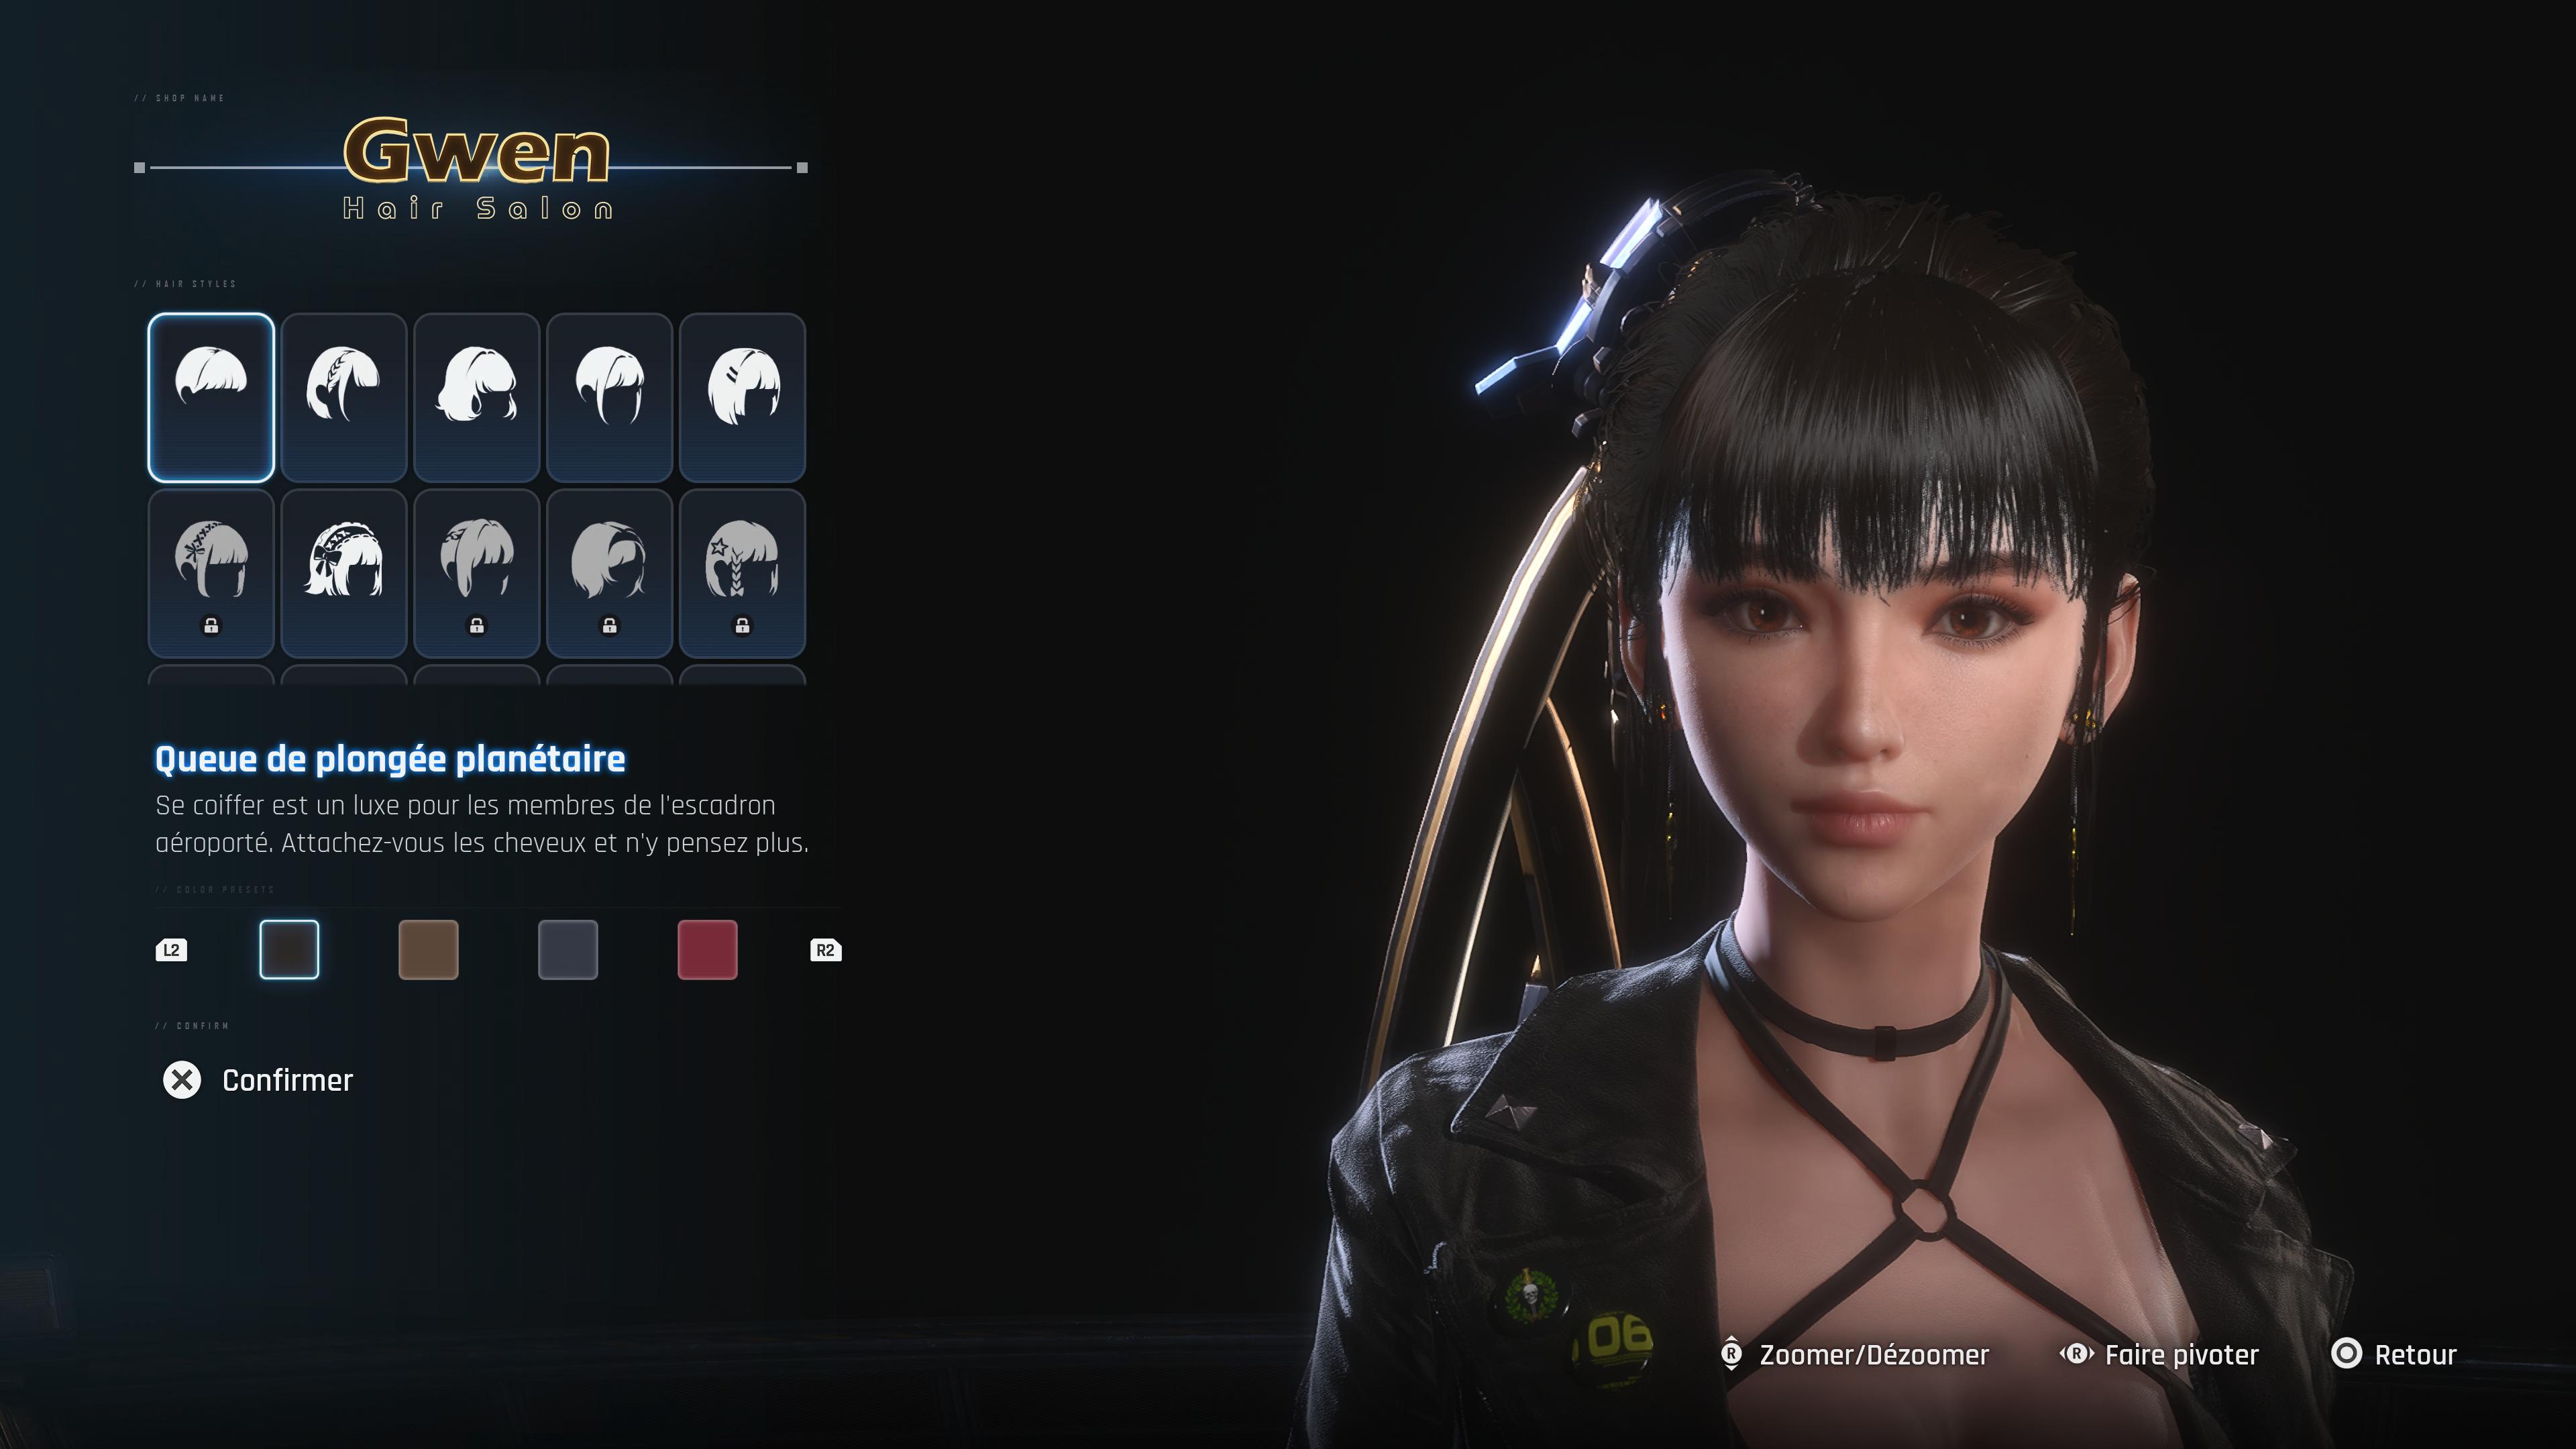 // SHOP NAME
Gwen
Hair Salon
// HAIR STYLES
Queue de plongée planétaire
Se coiffer est un luxe pour les membres de l'escadron
aéroporté. Attachez-vous les cheveux et n'y pensez plus.
// COLOR PRESETS
L2
R2
// CONFIRM
Confirmer
06
R Zoomer/Dézoomer
R Faire pivoter
Retour